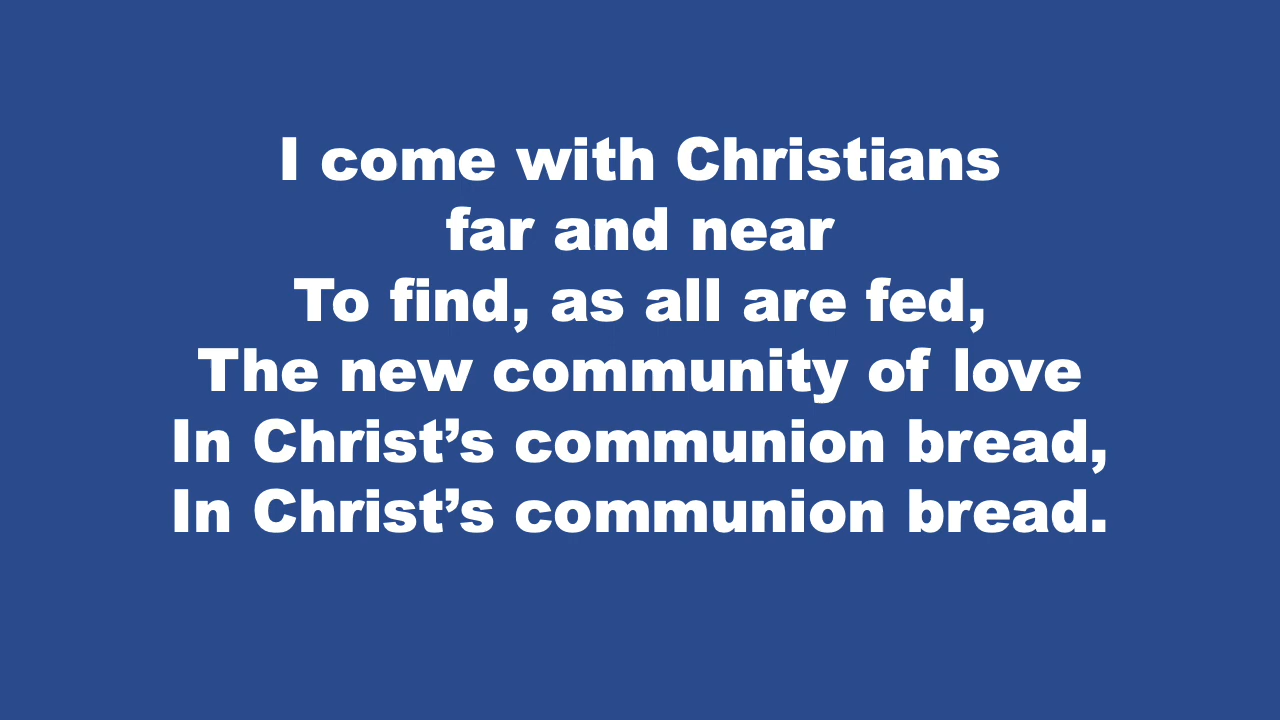 I come with Christians
far and near
To find, as all are fed,
The new community of love
In Christ’s communion bread,
In Christ’s communion bread.